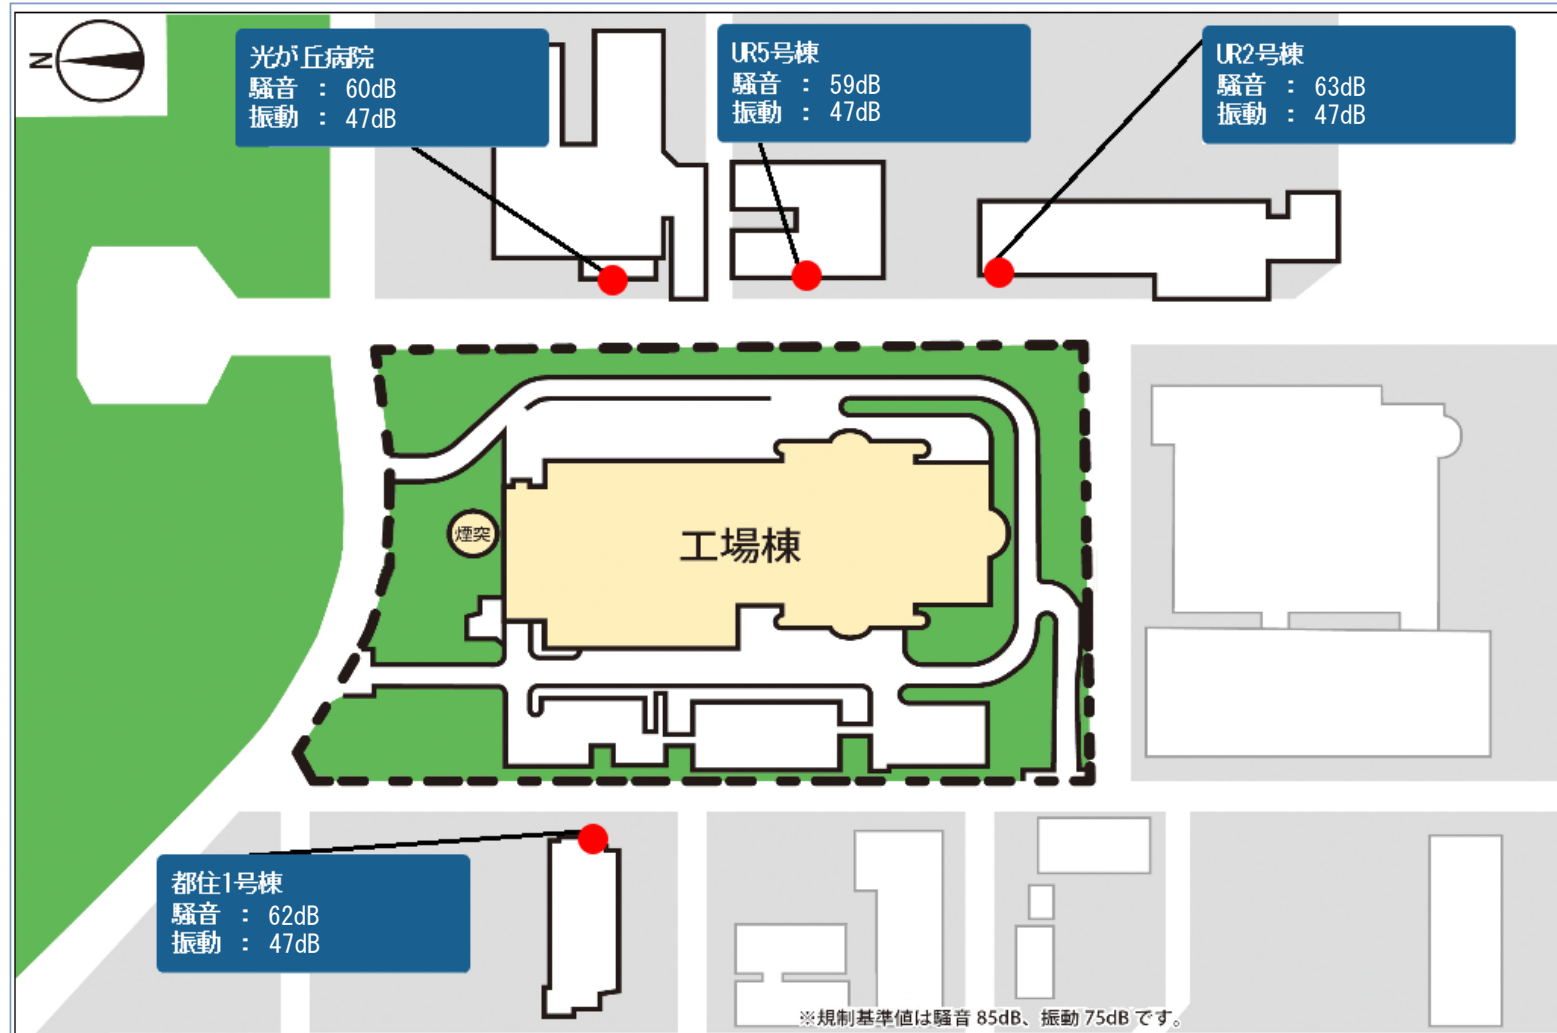 N
光が丘病院
騒音 : 60dB
振動 : 47dB
UR5号棟
騒音 : 59dB
振動 : 47dB
UR2号棟
騒音 : 63dB
振動 : 47dB
煙突
工場棟
都住1号棟
騒音 : 62dB
振動 : 47dB
※規制基準値は騒音 85dB、振動 75dB です。